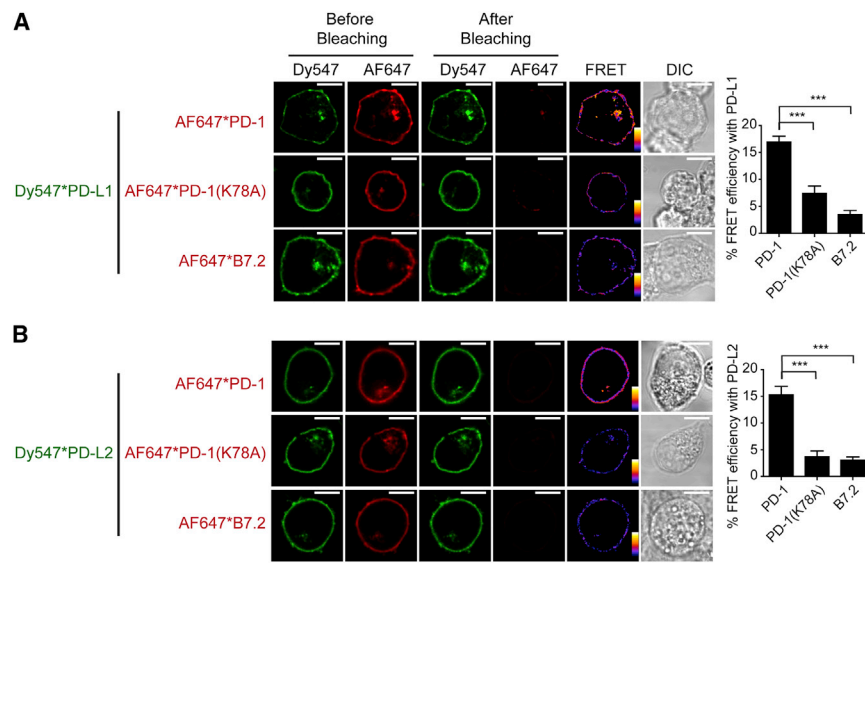 A
Before
Bleaching
After
Bleaching
Dy547
AF647
Dy547
AF647
FRET
DIC
Dy547*PD-L1
AF647*PD-1
AF647*PD-1(K78A)
AF647*B7.2
% FRET efficiency with PD-L1
20
15
10
5
0
***
***
PD-1
PD-1(K78A)
B7.2
B
Dy547*PD-L2
AF647*PD-1
AF647*PD-1(K78A)
AF647*B7.2
% FRET efficiency with PD-L2
20
15
10
5
0
***
***
PD-1
PD-1(K78A)
B7.2